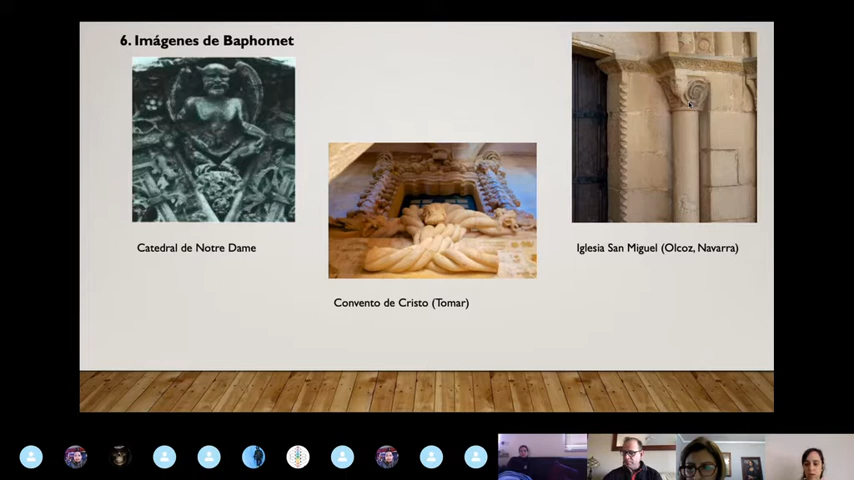 6. Imágenes de Baphomet
Catedral de Notre Dame
Convento de Cristo (Tomar)
Iglesia San Miguel (Olcoz, Navarra)